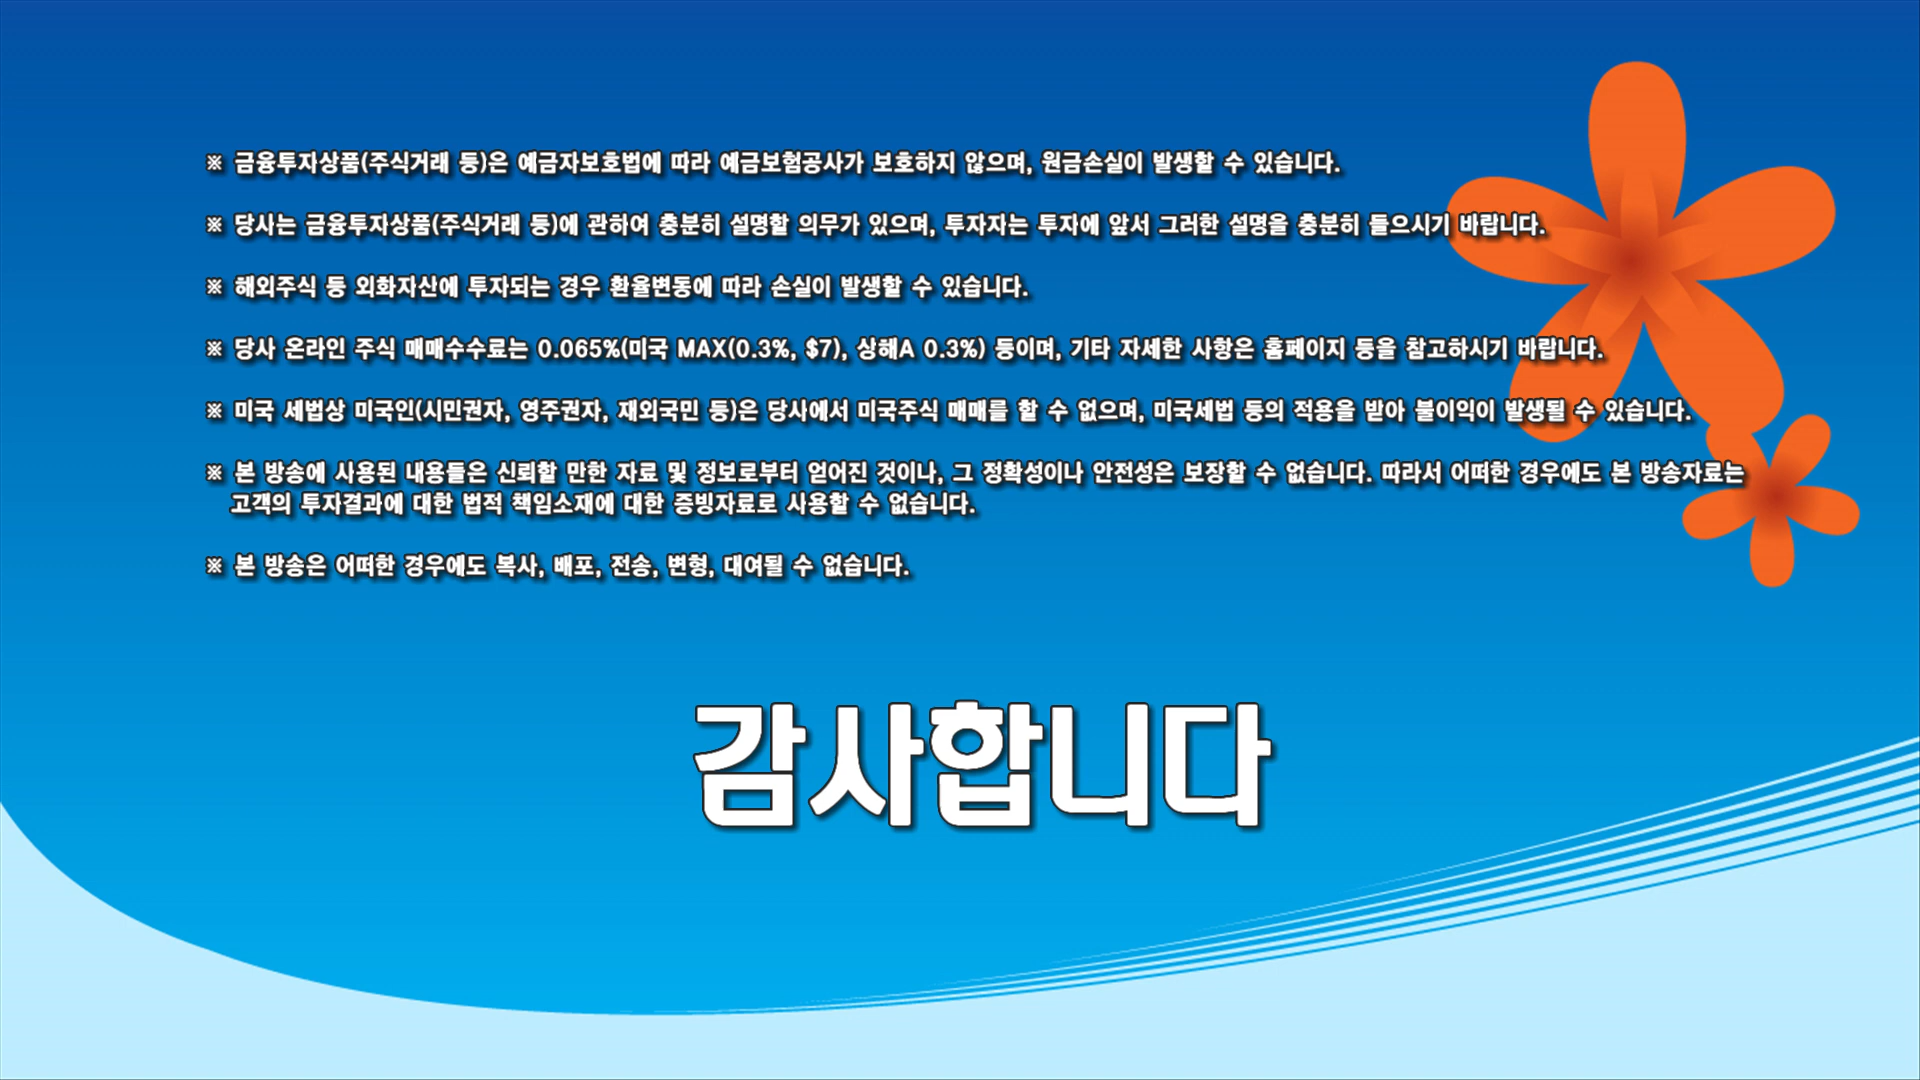 ※ 금융투자상품(주식거래 등)은 예금자보호법에 따라 예금보험공사가 보호하지 않으며, 원금손실이 발생할 수 있습니다.
※ 당사는 금융투자상품(주식거래 등)에 관하여 충분히 설명할 의무가 있으며, 투자자는 투자에 앞서 그러한 설명을 충분히 들으시기 바랍니다.
※ 해외주식 등 외화자산에 투자되는 경우 환율변동에 따라 손실이 발생할 수 있습니다.
※ 당사 온라인 주식 매매수수료는 0.065%(미국 MAX(0.3%, $7), 상해A 0.3%) 등이며, 기타 자세한 사항은 홈페이지 등을 참고하시기 바랍니다.
※ 미국 세법상 미국인(시민권자, 영주권자, 재외국민 등)은 당사에서 미국주식 매매를 할 수 없으며, 미국세법 등의 적용을 받아 불이익이 발생될 수 있습니다.
※ 본 방송에 사용된 내용들은 신뢰할 만한 자료 및 정보로부터 얻어진 것이나, 그 정확성이나 안전성은 보장할 수 없습니다. 따라서 어떠한 경우에도 본 방송자료는
고객의 투자결과에 대한 법적 책임소재에 대한 증빙자료로 사용할 수 없습니다.
※ 본 방송은 어떠한 경우에도 복사, 배포, 전송, 변형, 대여될 수 없습니다.
감사합니다